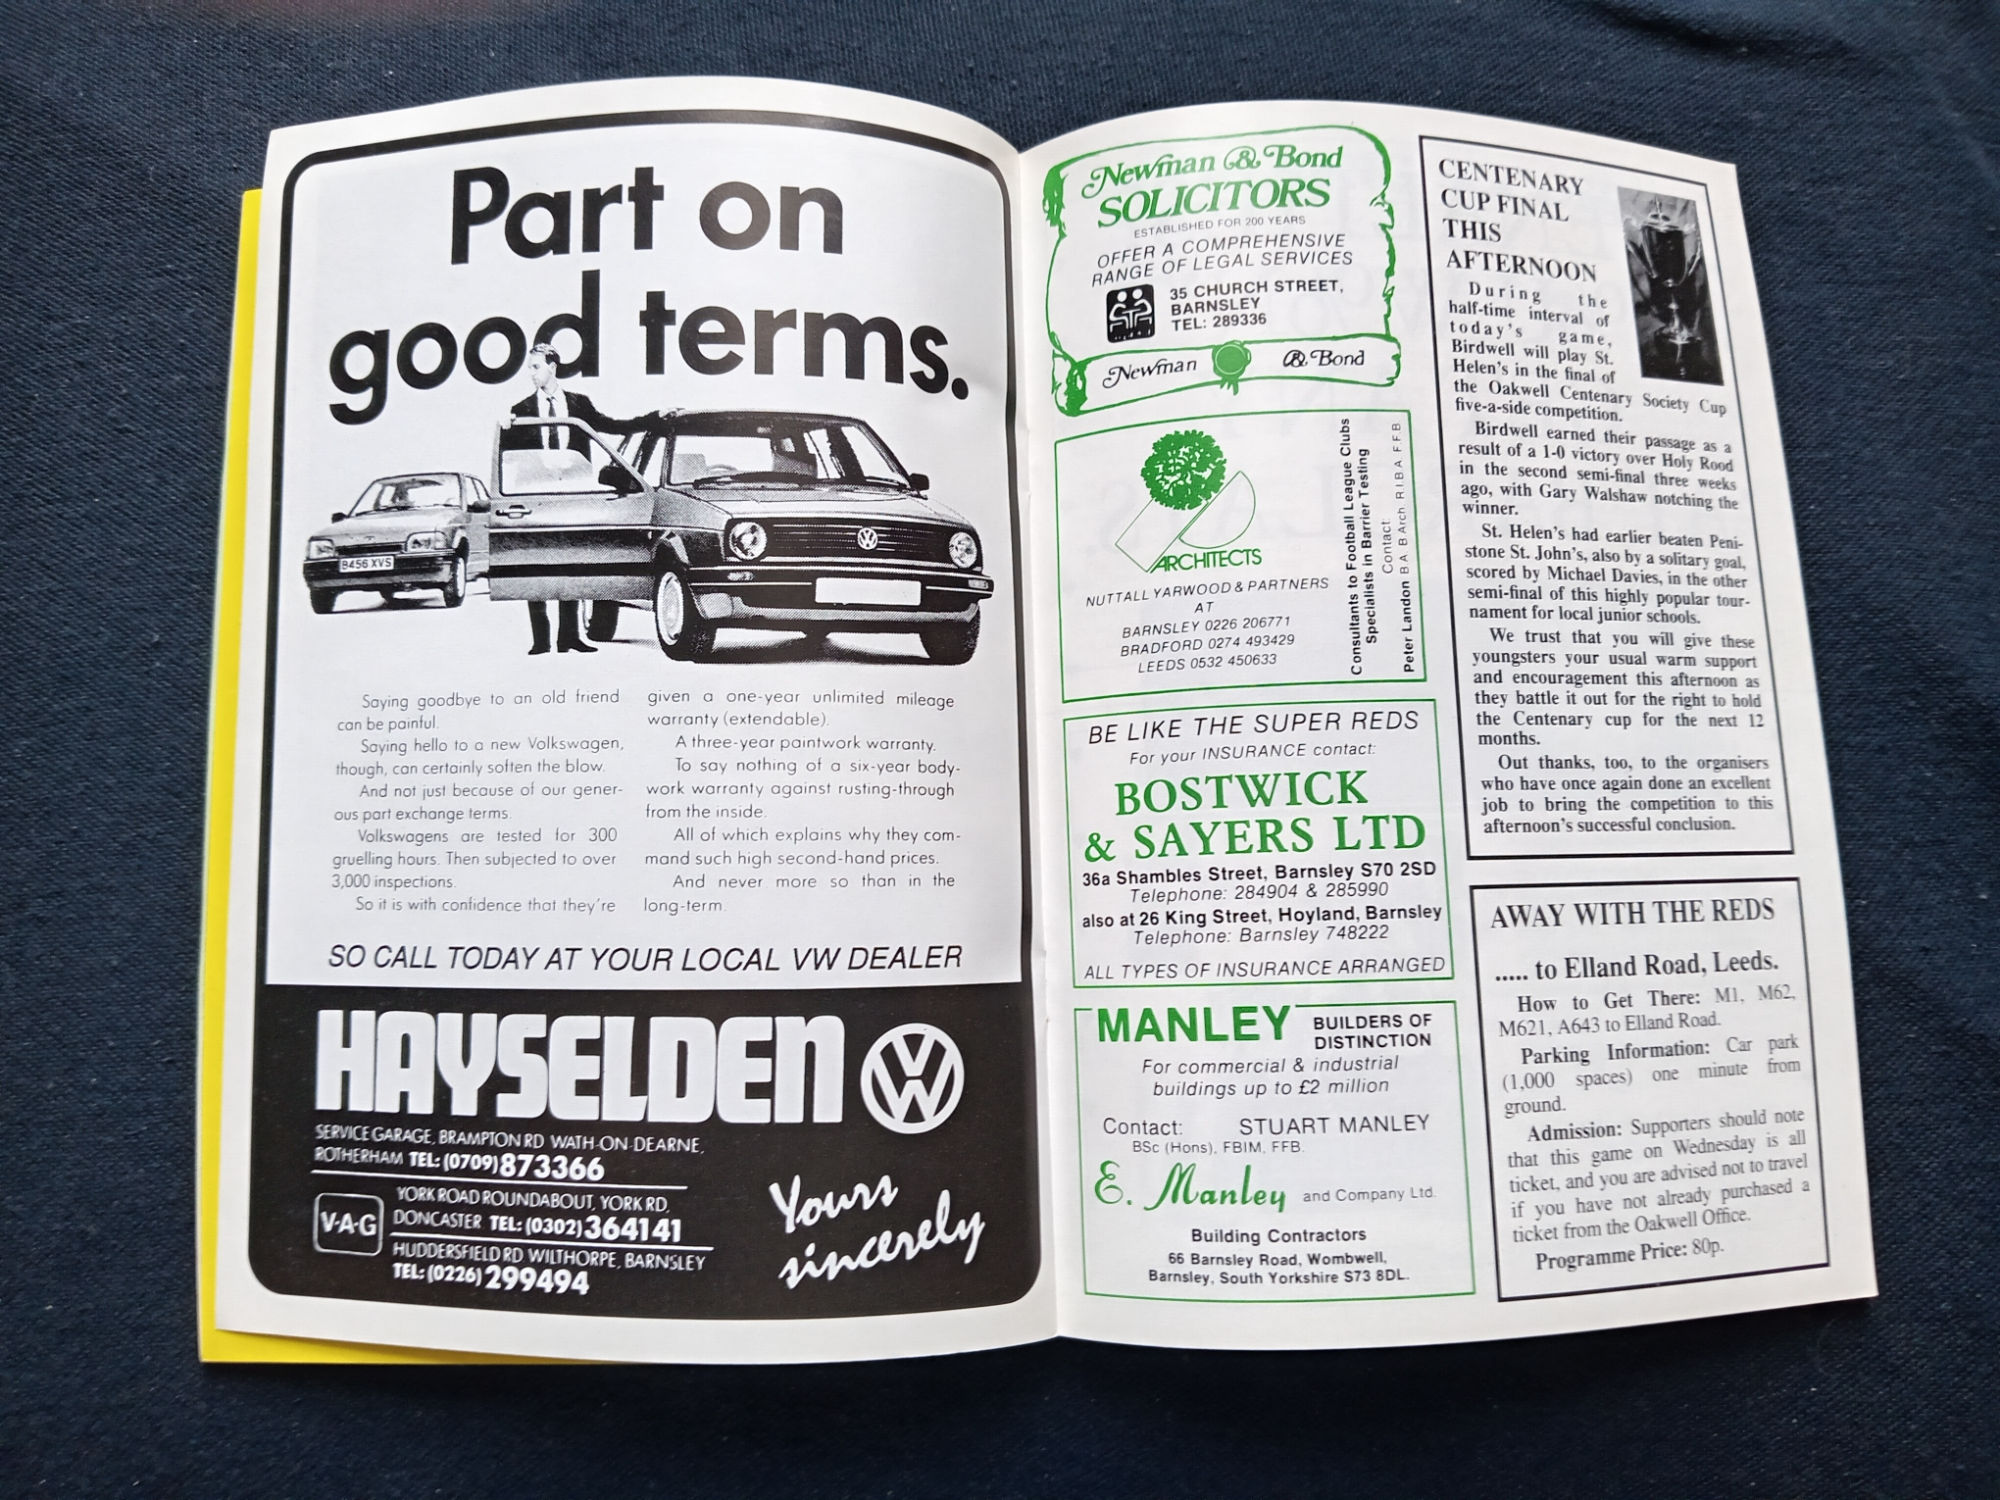 Part on
good terms.
B456 XVS
Saying goodbye to an old friend
can be painful.
Saying hello to a new Volkswagen,
though, can certainly soften the blow.
And not just because of our gener-
ous part exchange terms.
Volkswagens are tested for 300
gruelling hours. Then subjected to over
3,000 inspections.
So it is with confidence that they're
given a one-year unlimited mileage
warranty (extendable).
A three-year paintwork warranty.
To say nothing of a six-year body-
work warranty against rusting-through
from the inside.
All of which explains why they com-
mand such high second-hand prices.
And never more so than in the
long-term.
SO CALL TODAY AT YOUR LOCAL VW DEALER
HAYSELDEN
SERVICE GARAGE, BRAMPTON RD WATH-ON-DEARNE,
ROTHERHAM TEL: (0709) 873366
V·A·G
YORK ROAD ROUNDABOUT, YORK RD,
DONCASTER TEL: (0302) 364141
HUDDERSFIELD RD WILTHORPE, BARNSLEY
TEL: (0226) 299494
Yours
sincerely
Newman & Bond
SOLICITORS
ESTABLISHED FOR 200 YEARS
OFFER A COMPREHENSIVE
RANGE OF LEGAL SERVICES
35 CHURCH STREET,
BARNSLEY
TEL: 289336
Newman & Bond
ARCHITECTS
NUTTALL YARWOOD & PARTNERS
AT
BARNSLEY 0226 206771
BRADFORD 0274 493429
LEEDS 0532 450633
Consultants to Football League Clubs
Specialists in Barrier Testing
Contact:
Peter Landon B A B Arch R I B A F F B
BE LIKE THE SUPER REDS
For your INSURANCE contact:
BOSTWICK
& SAYERS LTD
36a Shambles Street, Barnsley S70 2SD
Telephone: 284904 & 285990
also at 26 King Street, Hoyland, Barnsley
Telephone: Barnsley 748222
ALL TYPES OF INSURANCE ARRANGED
MANLEY BUILDERS OF
DISTINCTION
For commercial & industrial
buildings up to £2 million
Contact: STUART MANLEY
BSc (Hons), FBIM, FFB.
E. Manley and Company Ltd.
Building Contractors
66 Barnsley Road, Wombwell,
Barnsley, South Yorkshire S73 8DL.
CENTENARY
CUP FINAL
THIS
AFTERNOON
During the
half-time interval of
today's game,
Birdwell will play St.
Helen's in the final of
the Oakwell Centenary Society Cup
five-a-side competition.
Birdwell earned their passage as a
result of a 1-0 victory over Holy Rood
in the second semi-final three weeks
ago, with Gary Walshaw notching the
winner.
St. Helen's had earlier beaten Peni-
stone St. John's, also by a solitary goal,
scored by Michael Davies, in the other
semi-final of this highly popular tour-
nament for local junior schools.
We trust that you will give these
youngsters your usual warm support
and encouragement this afternoon as
they battle it out for the right to hold
the Centenary cup for the next 12
months.
Out thanks, too, to the organisers
who have once again done an excellent
job to bring the competition to this
afternoon's successful conclusion.
AWAY WITH THE REDS
..... to Elland Road, Leeds.
How to Get There: M1, M62,
M621, A643 to Elland Road.
Parking Information: Car park
(1,000 spaces) one minute from
ground.
Admission: Supporters should note
that this game on Wednesday is all
ticket, and you are advised not to travel
if you have not already purchased a
ticket from the Oakwell Office.
Programme Price: 80p.